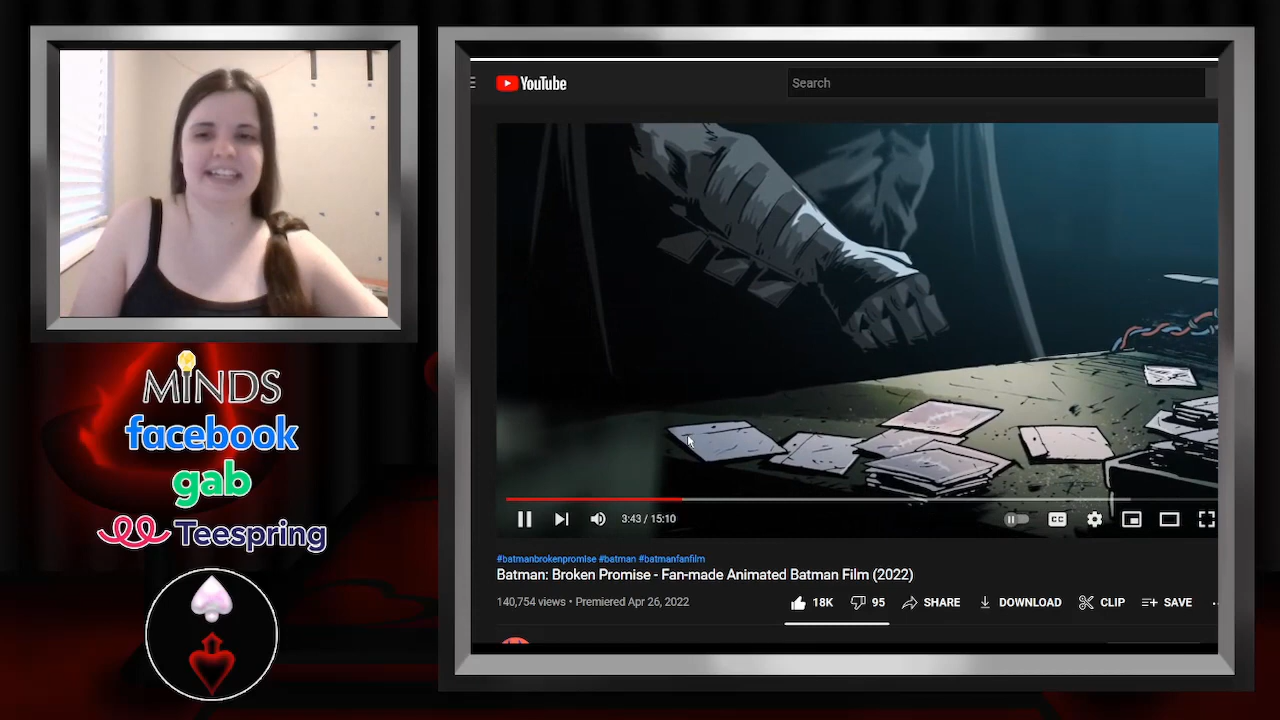 YouTube
Search
MINDS
facebook
gab
Teespring
3:43 / 15:10
CC
#batmanbrokenpromise #batman #batmanfanfilm
Batman: Broken Promise - Fan-made Animated Batman Film (2022)
140,754 views • Premiered Apr 26, 2022
18K 95 SHARE DOWNLOAD CLIP SAVE